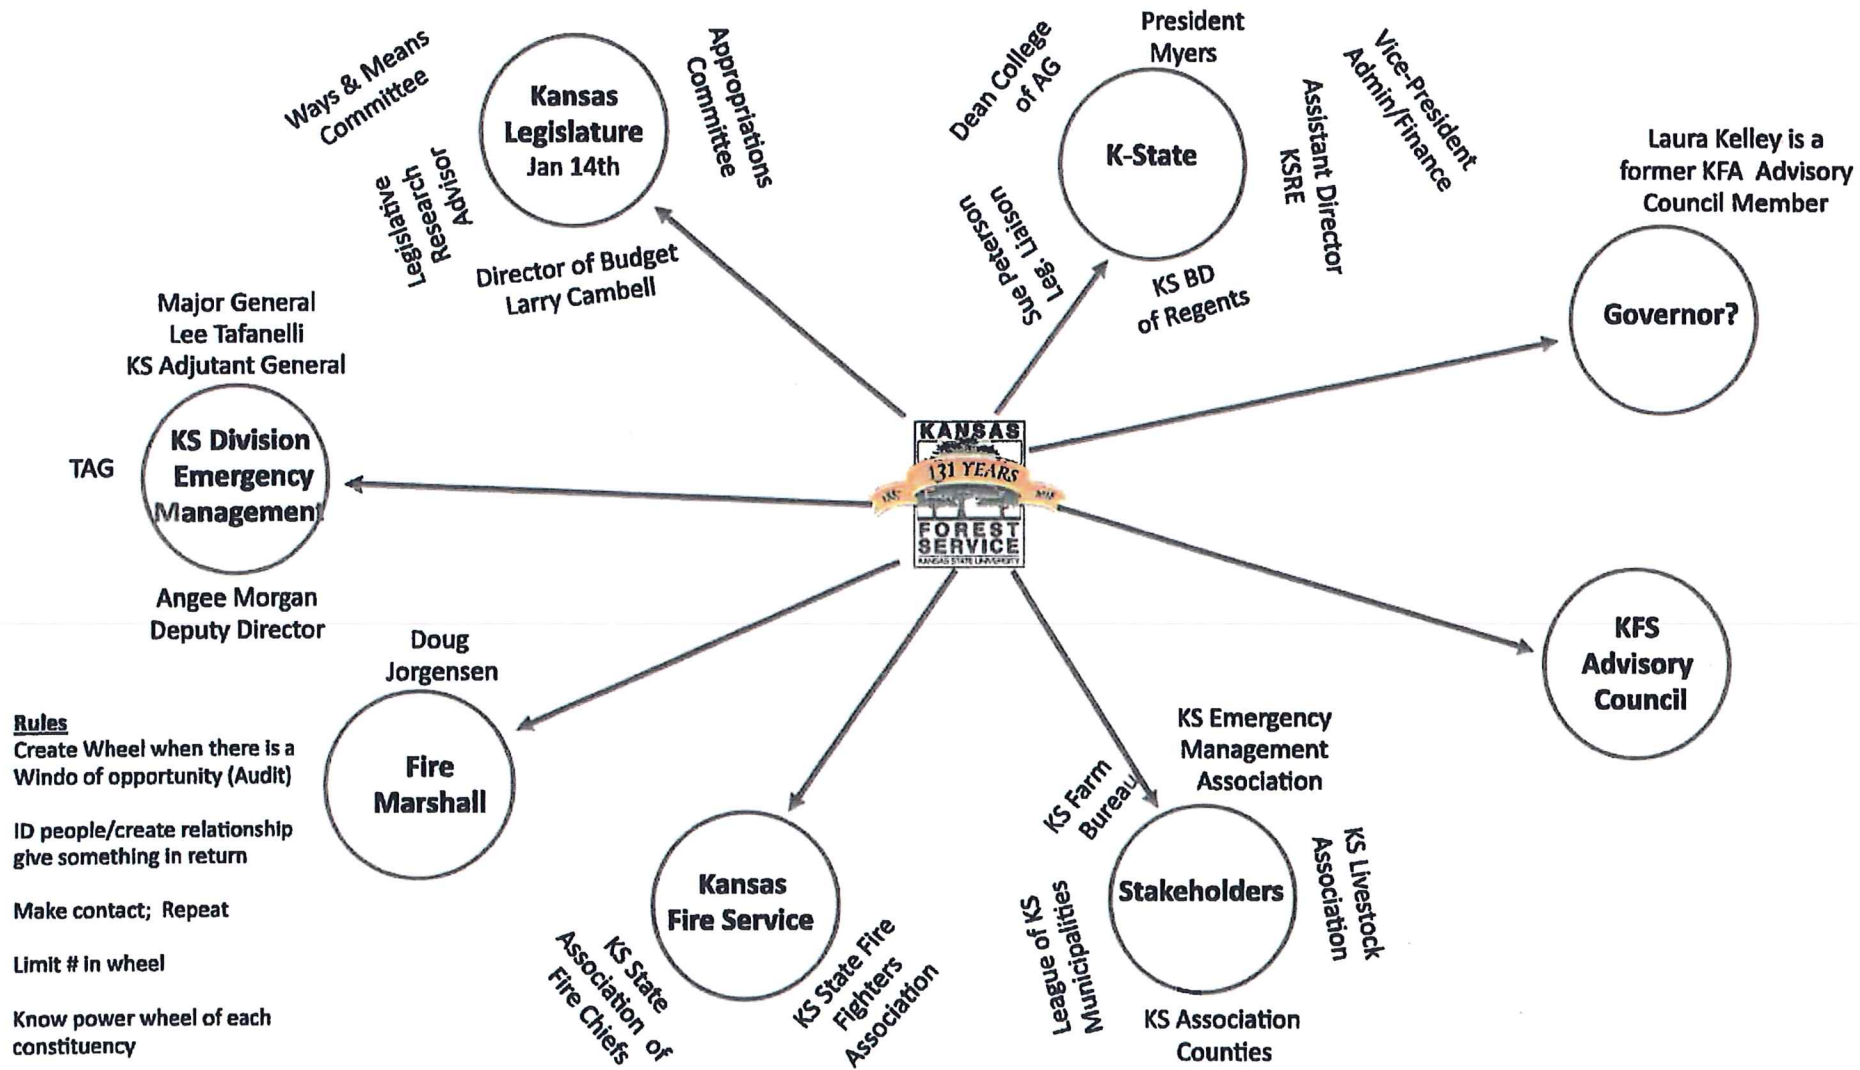 Ways & Means
Committee
Kansas
Legislature
Jan 14th
Appropriations
Committee
Legislative
Research
Advisor
Director of Budget
Larry Cambell
Dean College
of AG
President
Myers
K-State
Vice-President
Admin/Finance
Assistant Director
KSRE
Sue Peterson
Leg. Liaison
KS BD
of Regents
Laura Kelley is a
former KFA Advisory
Council Member
Governor?
Major General
Lee Tafanelli
KS Adjutant General
TAG
KS Division
Emergency
Management
Angee Morgan
Deputy Director
KANSAS
131 YEARS
FOREST
SERVICE
KANSAS STATE UNIVERSITY
KFS
Advisory
Council
Doug
Jorgensen
Fire
Marshall
Rules
Create Wheel when there is a
Windo of opportunity (Audit)
ID people/create relationship
give something in return
Make contact; Repeat
Limit # in wheel
Know power wheel of each
constituency
Kansas
Fire Service
KS State
Association of
Fire Chiefs
KS State Fire
Fighters
Association
KS Emergency
Management
Association
KS Farm
Bureau
Stakeholders
KS Livestock
Association
League of KS
Municipalities
KS Association
Counties